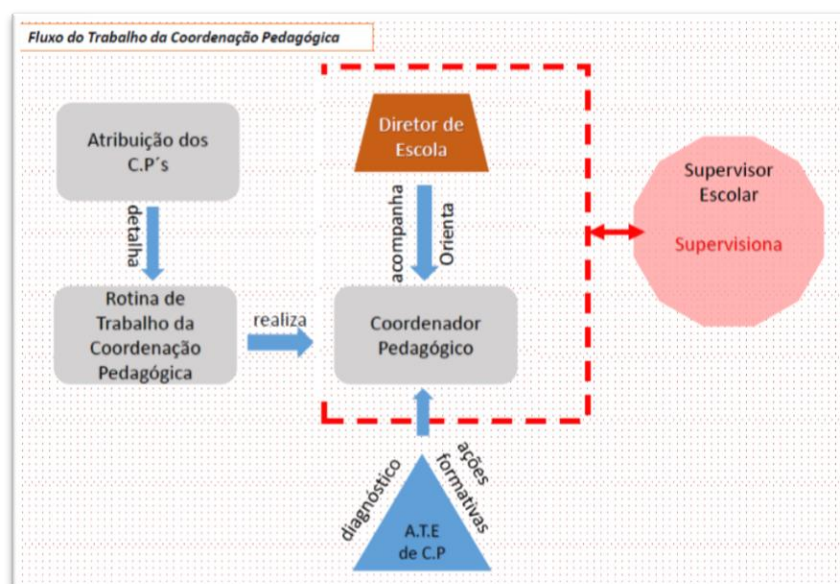 Fluxo do Trabalho da Coordenação Pedagógica
Atribuição dos
C.P´s
detalha
Rotina de
Trabalho da
Coordenação
Pedagógica
realiza
Diretor de
Escola
acompanha
Orienta
Coordenador
Pedagógico
diagnóstico
ações
formativas
A.T.E
de C.P
Supervisor
Escolar
Supervisiona